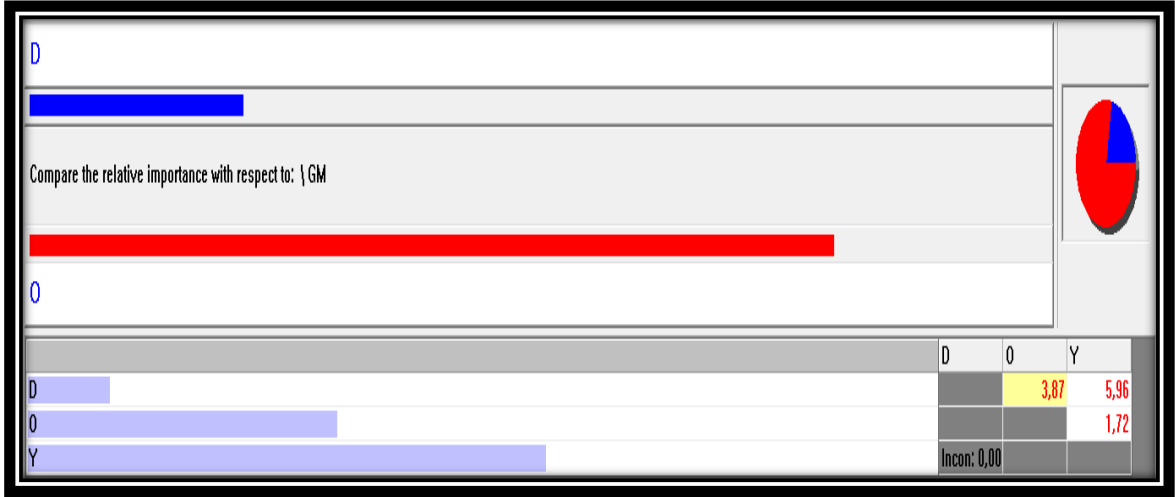 D
Compare the relative importance with respect to: \ GM
O
D O Y
D 3,87 5,96
O 1,72
Y Incon: 0,00